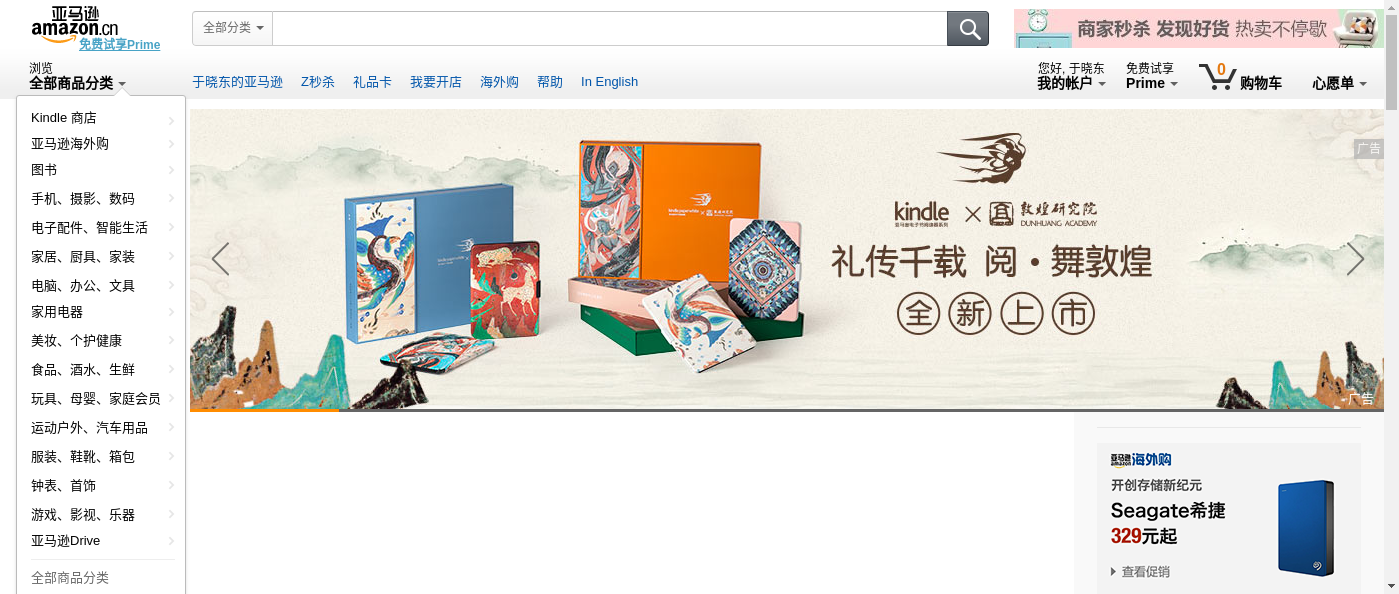 亚马逊
amazon.cn
免费试享Prime
全部分类
商家秒杀 发现好货 热卖不停歇
浏览
全部商品分类
于晓东的亚马逊 Z秒杀 礼品卡 我要开店 海外购 帮助 In English
您好, 于晓东
我的帐户
免费试享
Prime
0
购物车
心愿单
Kindle 商店
亚马逊海外购
图书
手机、摄影、数码
电子配件、智能生活
家居、厨具、家装
电脑、办公、文具
家用电器
美妆、个护健康
食品、酒水、生鲜
玩具、母婴、家庭会员
运动户外、汽车用品
服装、鞋靴、箱包
钟表、首饰
游戏、影视、乐器
亚马逊Drive
全部商品分类
广告
kindle × 敦煌研究院
DUNHUANG ACADEMY
礼传千载 阅·舞敦煌
全新上市
广告
亚马逊
amazon
海外购
开创存储新纪元
Seagate希捷
329元起
查看促销